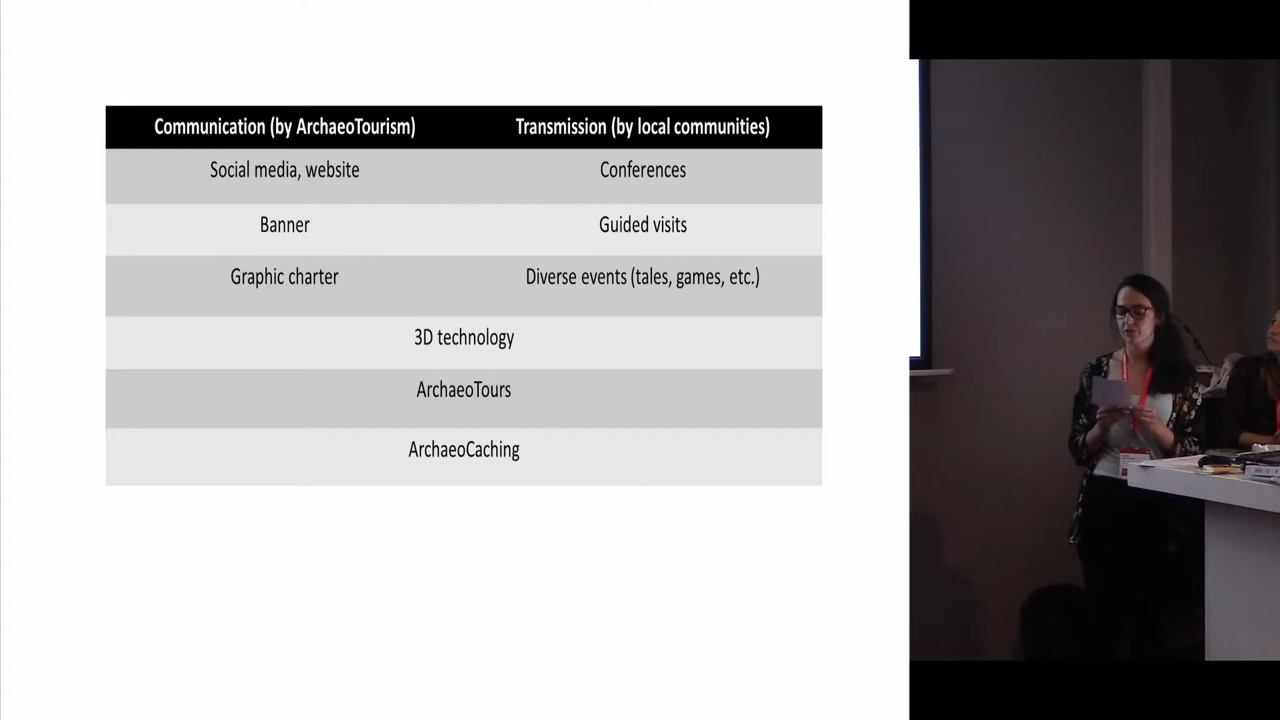 Communication (by ArchaeoTourism) Transmission (by local communities)
Social media, website Conferences
Banner Guided visits
Graphic charter Diverse events (tales, games, etc.)
3D technology
ArchaeoTours
ArchaeoCaching